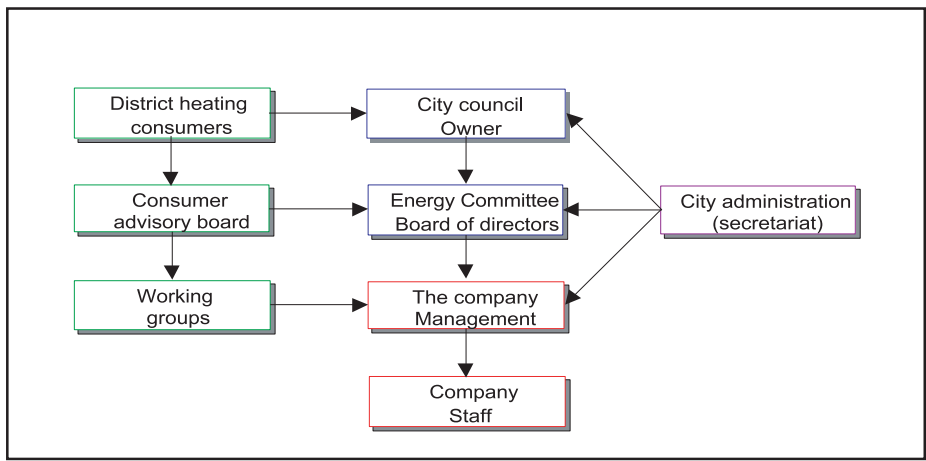 District heating
consumers
City council
Owner
Consumer
advisory board
Energy Committee
Board of directors
City administration
(secretariat)
Working
groups
The company
Management
Company
Staff